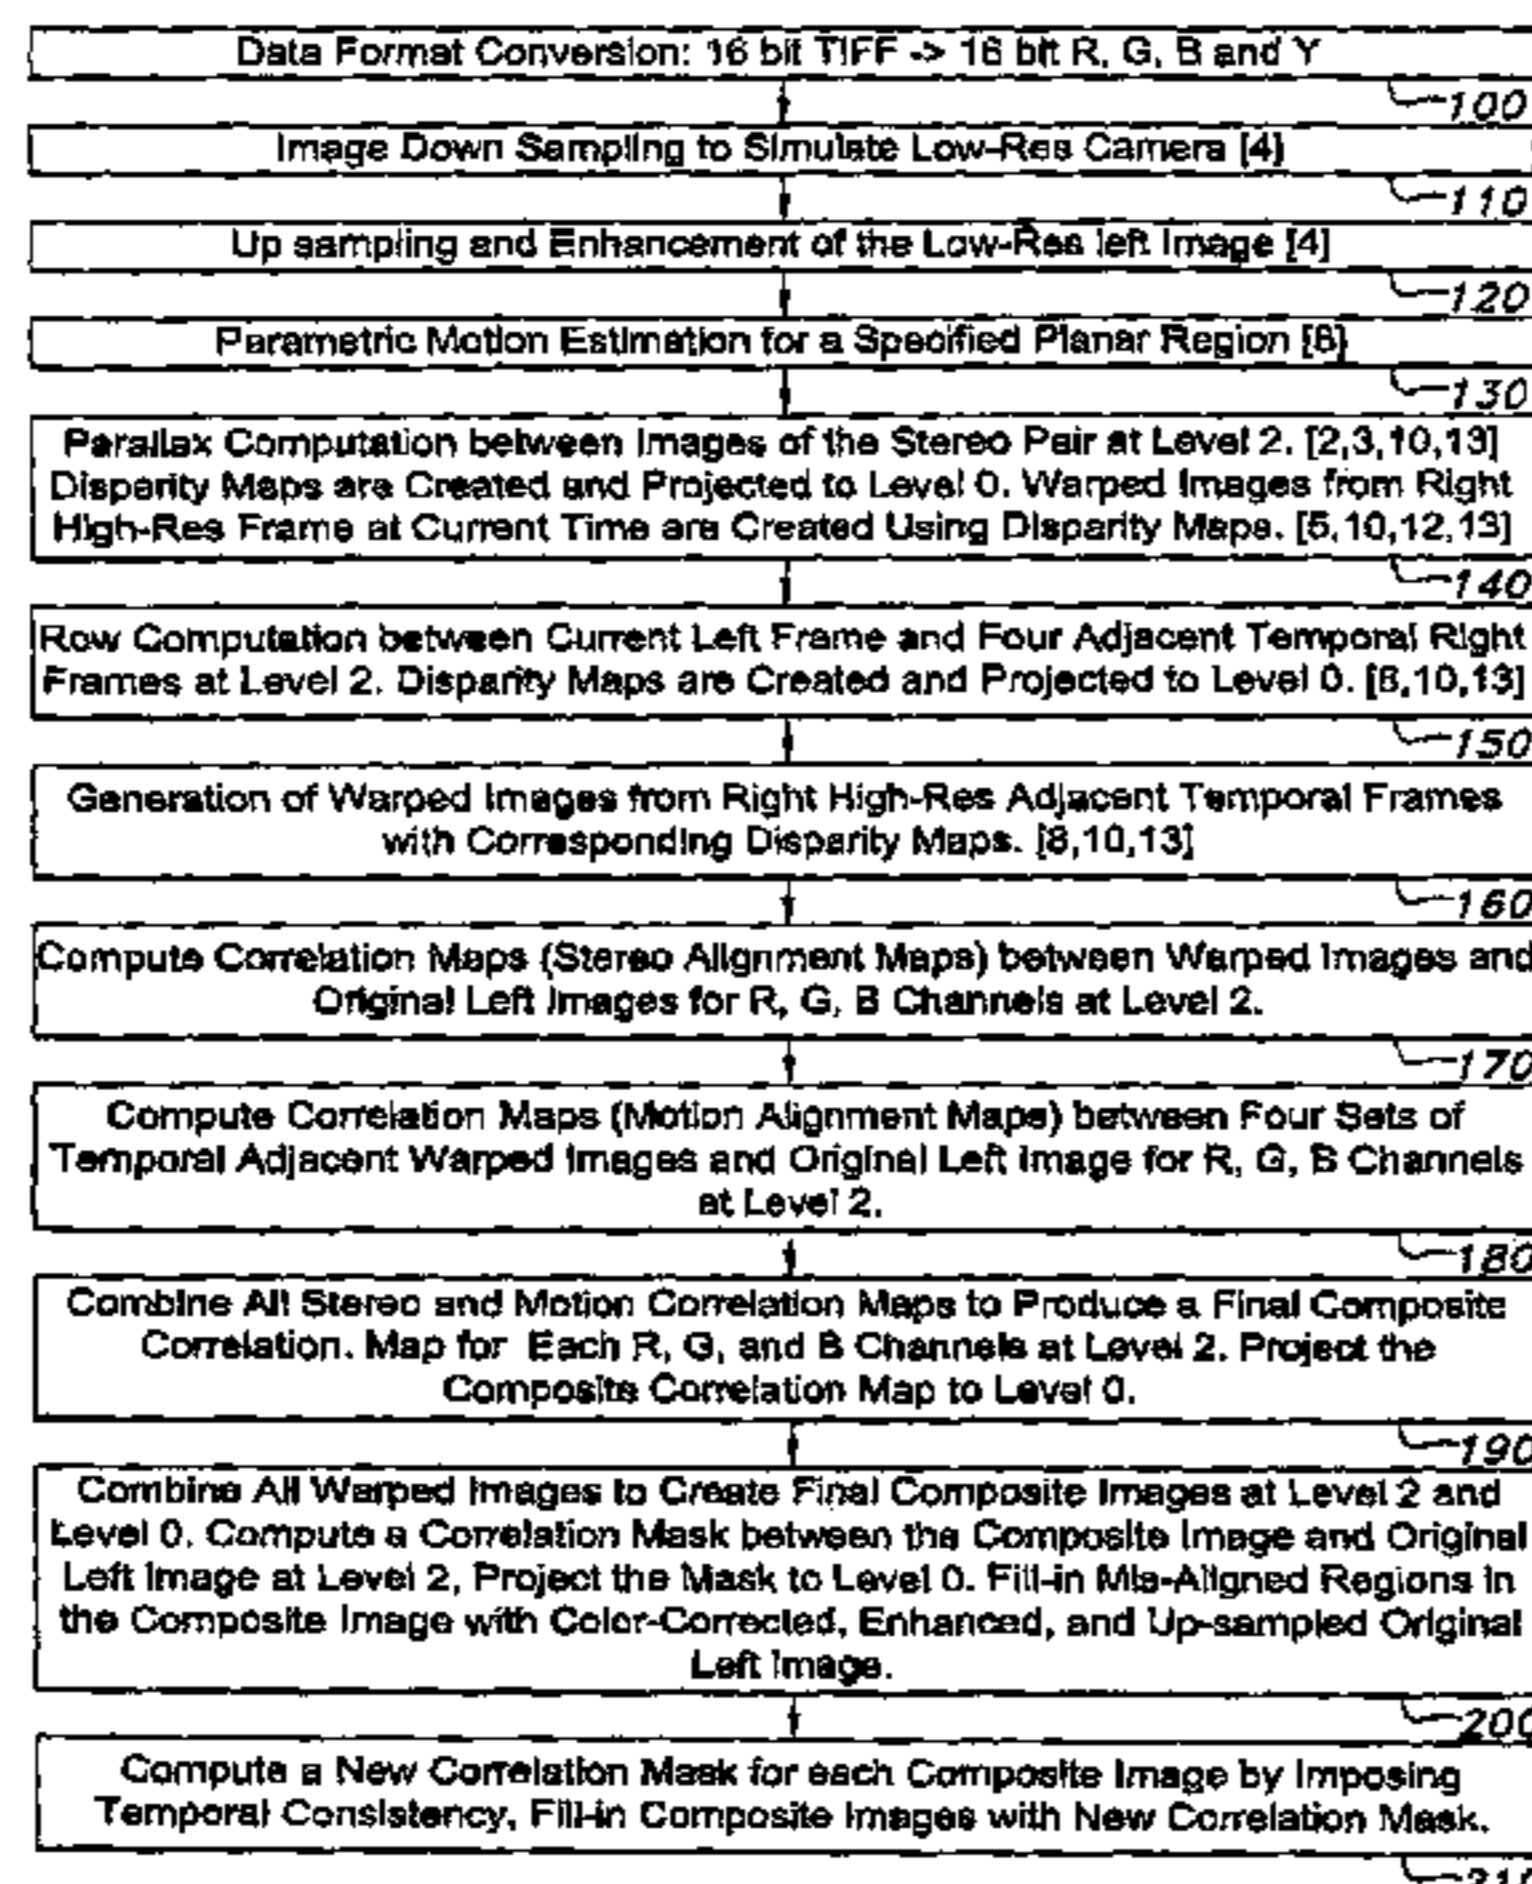 Data Format Conversion: 16 bit TIFF -> 16 bit R, G, B and Y
100
Image Down Sampling to Simulate Low-Res Camera [4]
110
Up sampling and Enhancement of the Low-Res left Image [4]
120
Parametric Motion Estimation for a Specified Planar Region [8]
130
Parallax Computation between Images of the Stereo Pair at Level 2. [2,3,10,13]
Disparity Maps are Created and Projected to Level 0. Warped Images from Right
High-Res Frame at Current Time are Created Using Disparity Maps. [5,10,12,13]
140
Row Computation between Current Left Frame and Four Adjacent Temporal Right
Frames at Level 2. Disparity Maps are Created and Projected to Level 0. [8,10,13]
150
Generation of Warped Images from Right High-Res Adjacent Temporal Frames
with Corresponding Disparity Maps. [8,10,13]
160
Compute Correlation Maps (Stereo Alignment Maps) between Warped Images and
Original Left Images for R, G, B Channels at Level 2.
170
Compute Correlation Maps (Motion Alignment Maps) between Four Sets of
Temporal Adjacent Warped Images and Original Left Image for R, G, B Channels
at Level 2.
180
Combine All Stereo and Motion Correlation Maps to Produce a Final Composite
Correlation. Map for Each R, G, and B Channels at Level 2. Project the
Composite Correlation Map to Level 0.
190
Combine All Warped Images to Create Final Composite Images at Level 2 and
Level 0. Compute a Correlation Mask between the Composite Image and Original
Left Image at Level 2, Project the Mask to Level 0. Fill-in Mis-Aligned Regions in
the Composite Image with Color-Corrected, Enhanced, and Up-sampled Original
Left Image.
200
Compute a New Correlation Mask for each Composite Image by Imposing
Temporal Consistency, Fill-in Composite Images with New Correlation Mask.
210